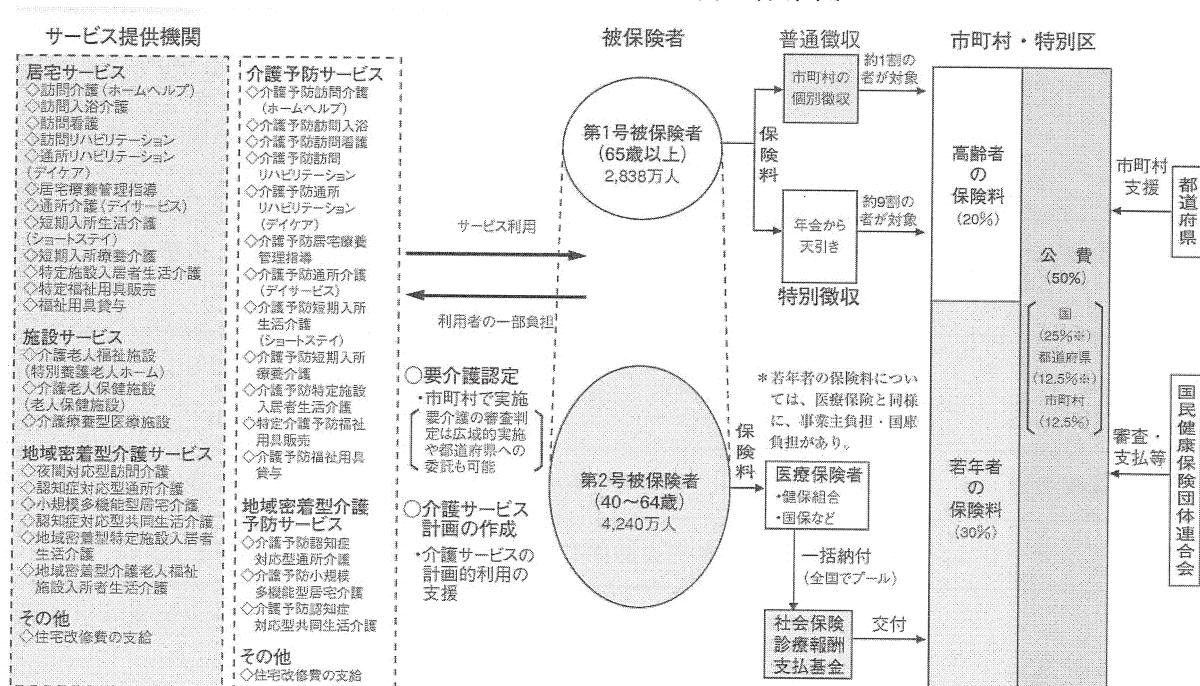 サービス提供機関
居宅サービス
◇訪問介護(ホームヘルプ)
◇訪問入浴介護
◇訪問看護
◇訪問リハビリテーション
◇通所リハビリテーション
(デイケア)
◇居宅療養管理指導
◇通所介護(デイサービス)
◇短期入所生活介護
(ショートステイ)
◇短期入所療養介護
◇特定施設入居者生活介護
◇特定福祉用具販売
◇福祉用具貸与
施設サービス
◇介護老人福祉施設
(特別養護老人ホーム)
◇介護老人保健施設
(老人保健施設)
◇介護療養型医療施設
地域密着型介護サービス
◇夜間対応型訪問介護
◇認知症対応型通所介護
◇小規模多機能型居宅介護
◇認知症対応型共同生活介護
◇地域密着型特定施設入居者
生活介護
◇地域密着型介護老人福祉
施設入所者生活介護
その他
◇住宅改修費の支給
介護予防サービス
◇介護予防訪問介護
(ホームヘルプ)
◇介護予防訪問入浴
◇介護予防訪問看護
◇介護予防訪問
リハビリテーション
◇介護予防通所
リハビリテーション
(デイケア)
◇介護予防居宅療養
管理指導
◇介護予防通所介護
(デイサービス)
◇介護予防短期入所
生活介護
(ショートステイ)
◇介護予防短期入所
療養介護
◇介護予防特定施設
入居者生活介護
◇特定介護予防福祉
用具販売
◇介護予防福祉用具
貸与
地域密着型介護
予防サービス
◇介護予防認知症
対応型通所介護
◇介護予防小規模
多機能型居宅介護
◇介護予防認知症
対応型共同生活介護
その他
◇住宅改修費の支給
サービス利用
利用者の一部負担
○要介護認定
・市町村で実施
要介護の審査判
定は広域的実施
や都道府県への
委託も可能
○介護サービス
計画の作成
・介護サービスの
計画的利用の
支援
被保険者
第1号被保険者
(65歳以上)
2,838万人
第2号被保険者
(40〜64歳)
4,240万人
保険料
普通徴収
市町村の
個別徴収
約1割の
者が対象
年金から
天引き
約9割の
者が対象
特別徴収
*若年者の保険料につい
ては、医療保険と同様
に、事業主負担・国庫
負担があり。
保険料
医療保険者
・健保組合
・国保など
一括納付
(全国でプール)
社会保険
診療報酬
支払基金
交付
市町村・特別区
高齢者
の
保険料
(20%)
若年者
の
保険料
(30%)
公 費
(50%)
国
(25%※)
都道府県
(12.5%※)
市町村
(12.5%)
市町村
支援
都道府県
審査・
支払等
国民健康保険団体連合会